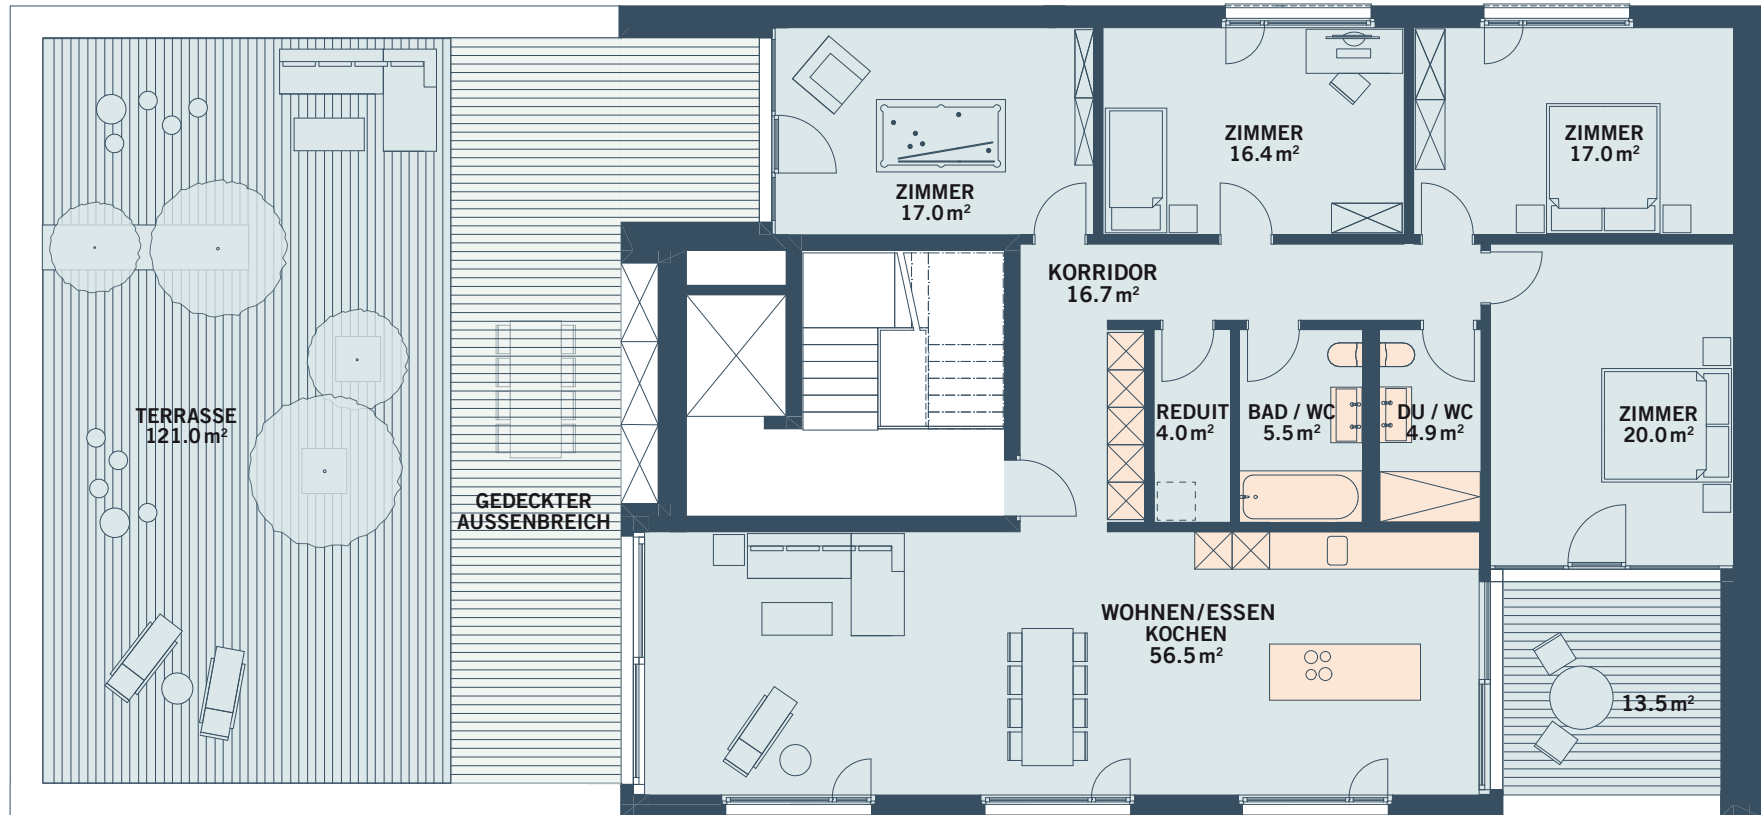 ZIMMER
16.4 m²
ZIMMER
17.0 m²
ZIMMER
17.0 m²
KORRIDOR
16.7 m²
TERRASSE
121.0 m²
REDUIT
4.0 m²
BAD / WC
5.5 m²
DU / WC
4.9 m²
ZIMMER
20.0 m²
GEDECKTER
AUSSENBREICH
WOHNEN/ESSEN
KOCHEN
56.5 m²
13.5 m²